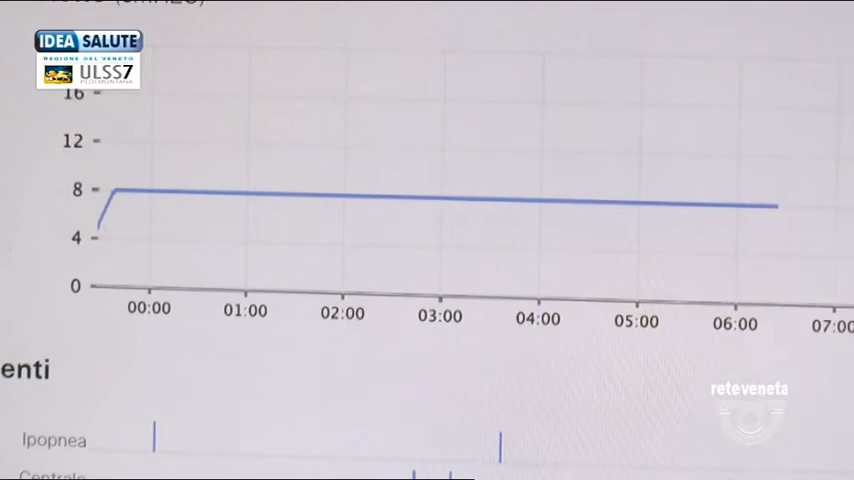 IDEA SALUTE
REGIONE DEL VENETO
ULSS7
PEDEMONTANA
16
12
8
4
0
00:00 01:00 02:00 03:00 04:00 05:00 06:00 07:00
enti
reteveneta
Ipopnea
Centrale